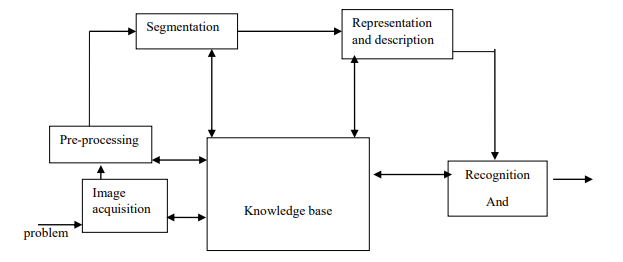 Segmentation
Representation
and description
Pre-processing
Image
acquisition
Knowledge base
Recognition
And
problem